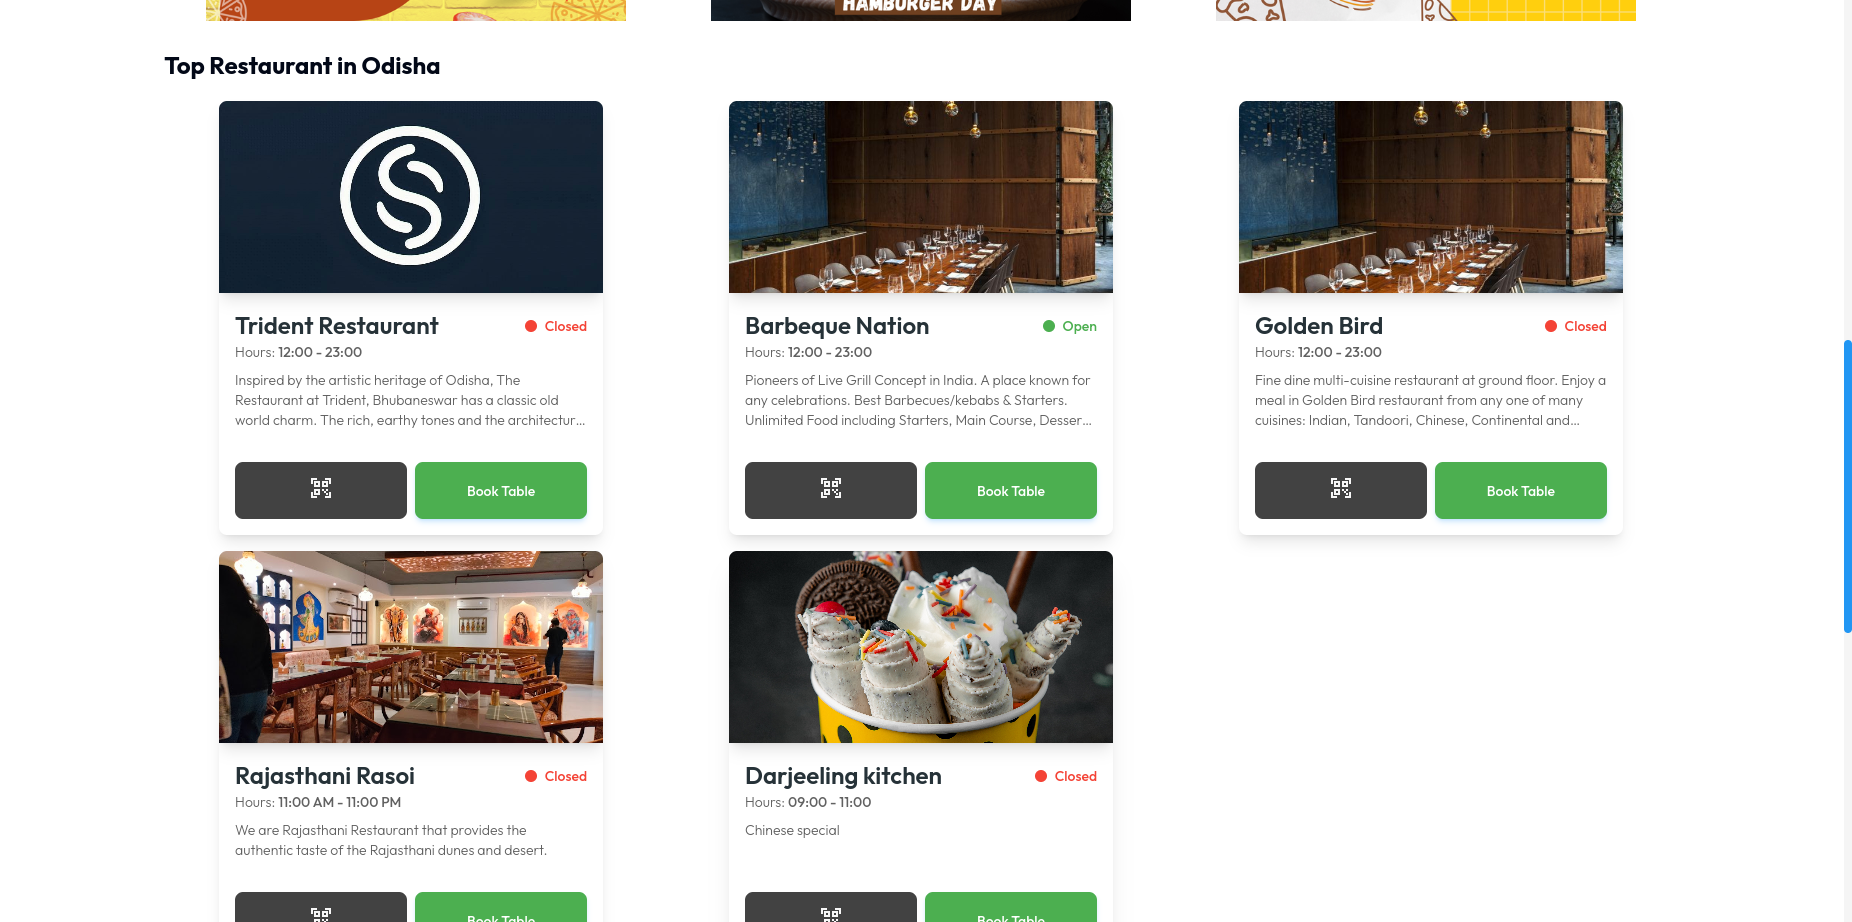 HAMBURGER DAY
Top Restaurant in Odisha
Trident Restaurant
Closed
Hours: 12:00 - 23:00
Inspired by the artistic heritage of Odisha, The
Restaurant at Trident, Bhubaneswar has a classic old
world charm. The rich, earthy tones and the architectur...
Book Table
Barbeque Nation
Open
Hours: 12:00 - 23:00
Pioneers of Live Grill Concept in India. A place known for
any celebrations. Best Barbecues/kebabs & Starters.
Unlimited Food including Starters, Main Course, Desser...
Book Table
Golden Bird
Closed
Hours: 12:00 - 23:00
Fine dine multi-cuisine restaurant at ground floor. Enjoy a
meal in Golden Bird restaurant from any one of many
cuisines: Indian, Tandoori, Chinese, Continental and...
Book Table
Rajasthani Rasoi
Closed
Hours: 11:00 AM - 11:00 PM
We are Rajasthani Restaurant that provides the
authentic taste of the Rajasthani dunes and desert.
Book Table
Darjeeling kitchen
Closed
Hours: 09:00 - 11:00
Chinese special
Book Table